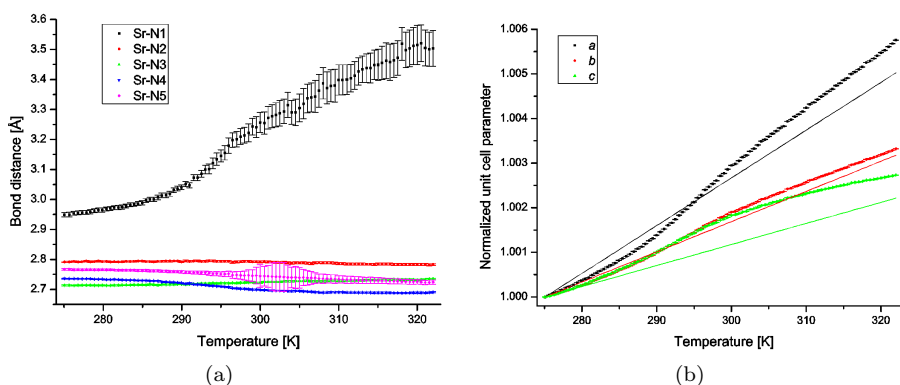 3.6
3.5
3.4
3.3
3.2
3.1
3.0
2.9
2.8
2.7
Bond distance [Å]
Sr-N1
Sr-N2
Sr-N3
Sr-N4
Sr-N5
280
290
300
310
320
Temperature [K]
(a)
1.006
1.005
1.004
1.003
1.002
1.001
1.000
Normalized unit cell parameter
a
b
c
280
290
300
310
320
Temperature [K]
(b)